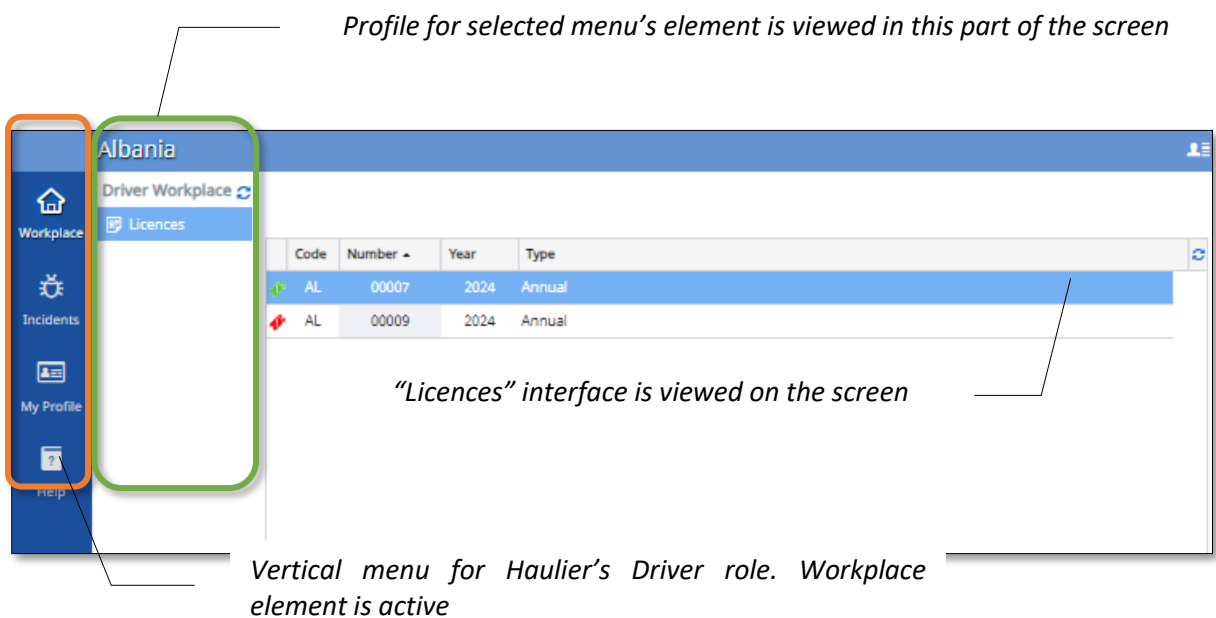 Profile for selected menu’s element is viewed in this part of the screen
Albania
Driver Workplace
Licences
Workplace
Incidents
My Profile
?
Help
Code Number Year Type
AL 00007 2024 Annual
AL 00009 2024 Annual
“Licences” interface is viewed on the screen
Vertical menu for Haulier’s Driver role. Workplace
element is active